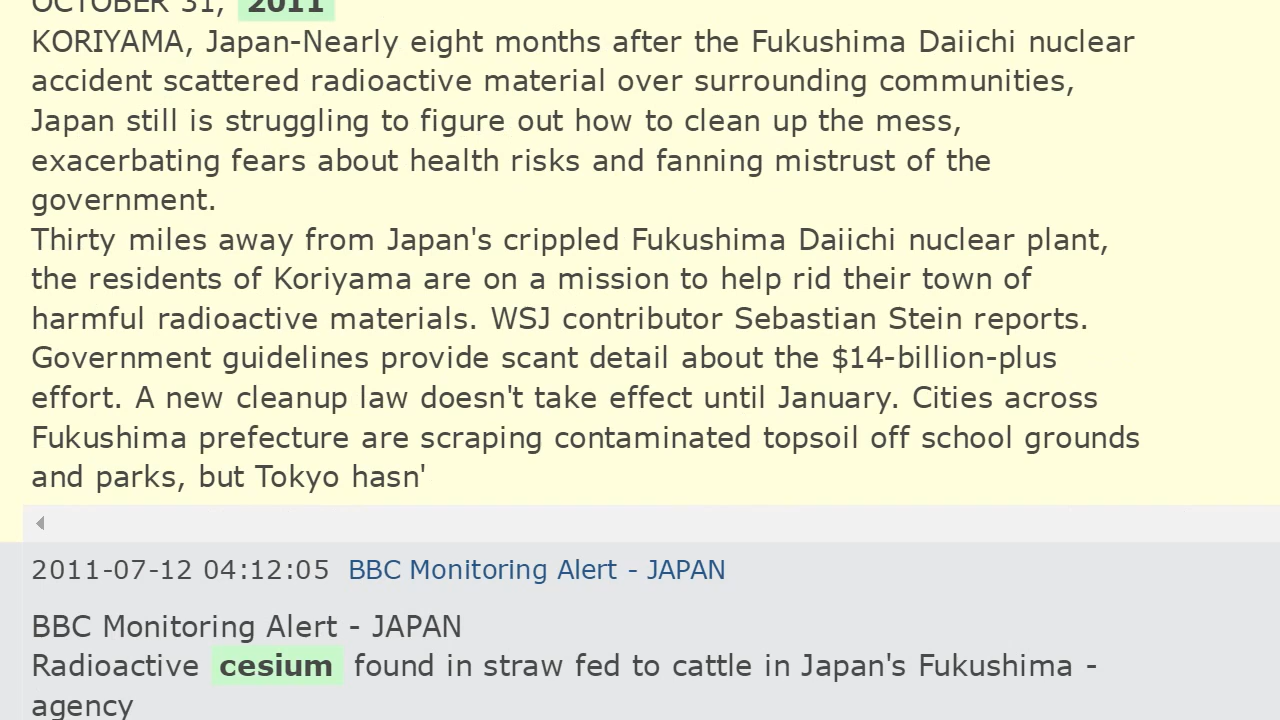 OCTOBER 31, 2011
KORIYAMA, Japan-Nearly eight months after the Fukushima Daiichi nuclear
accident scattered radioactive material over surrounding communities,
Japan still is struggling to figure out how to clean up the mess,
exacerbating fears about health risks and fanning mistrust of the
government.
Thirty miles away from Japan's crippled Fukushima Daiichi nuclear plant,
the residents of Koriyama are on a mission to help rid their town of
harmful radioactive materials. WSJ contributor Sebastian Stein reports.
Government guidelines provide scant detail about the $14-billion-plus
effort. A new cleanup law doesn't take effect until January. Cities across
Fukushima prefecture are scraping contaminated topsoil off school grounds
and parks, but Tokyo hasn'
2011-07-12 04:12:05 BBC Monitoring Alert - JAPAN
BBC Monitoring Alert - JAPAN
Radioactive cesium found in straw fed to cattle in Japan's Fukushima -
agency